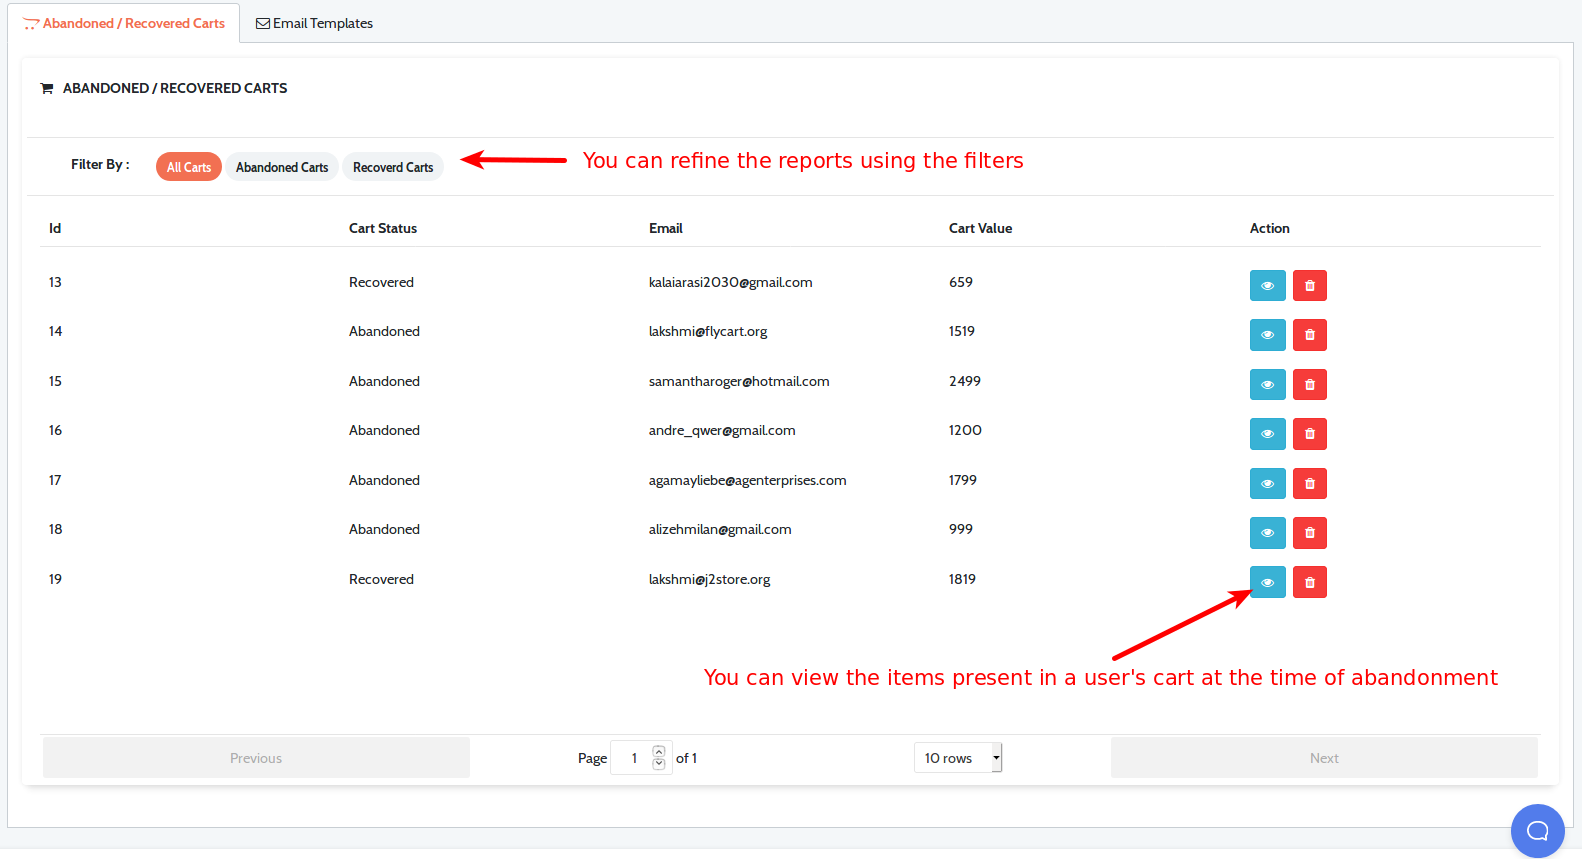 Abandoned / Recovered Carts Email Templates
ABANDONED / RECOVERED CARTS
Filter By : All Carts Abandoned Carts Recoverd Carts You can refine the reports using the filters
Id Cart Status Email Cart Value Action
13 Recovered kalaiarasi2030@gmail.com 659
14 Abandoned lakshmi@flycart.org 1519
15 Abandoned samantharoger@hotmail.com 2499
16 Abandoned andre_qwer@gmail.com 1200
17 Abandoned agamayliebe@agenterprises.com 1799
18 Abandoned alizehmilan@gmail.com 999
19 Recovered lakshmi@j2store.org 1819
You can view the items present in a user's cart at the time of abandonment
Previous Page 1 of 1 10 rows Next